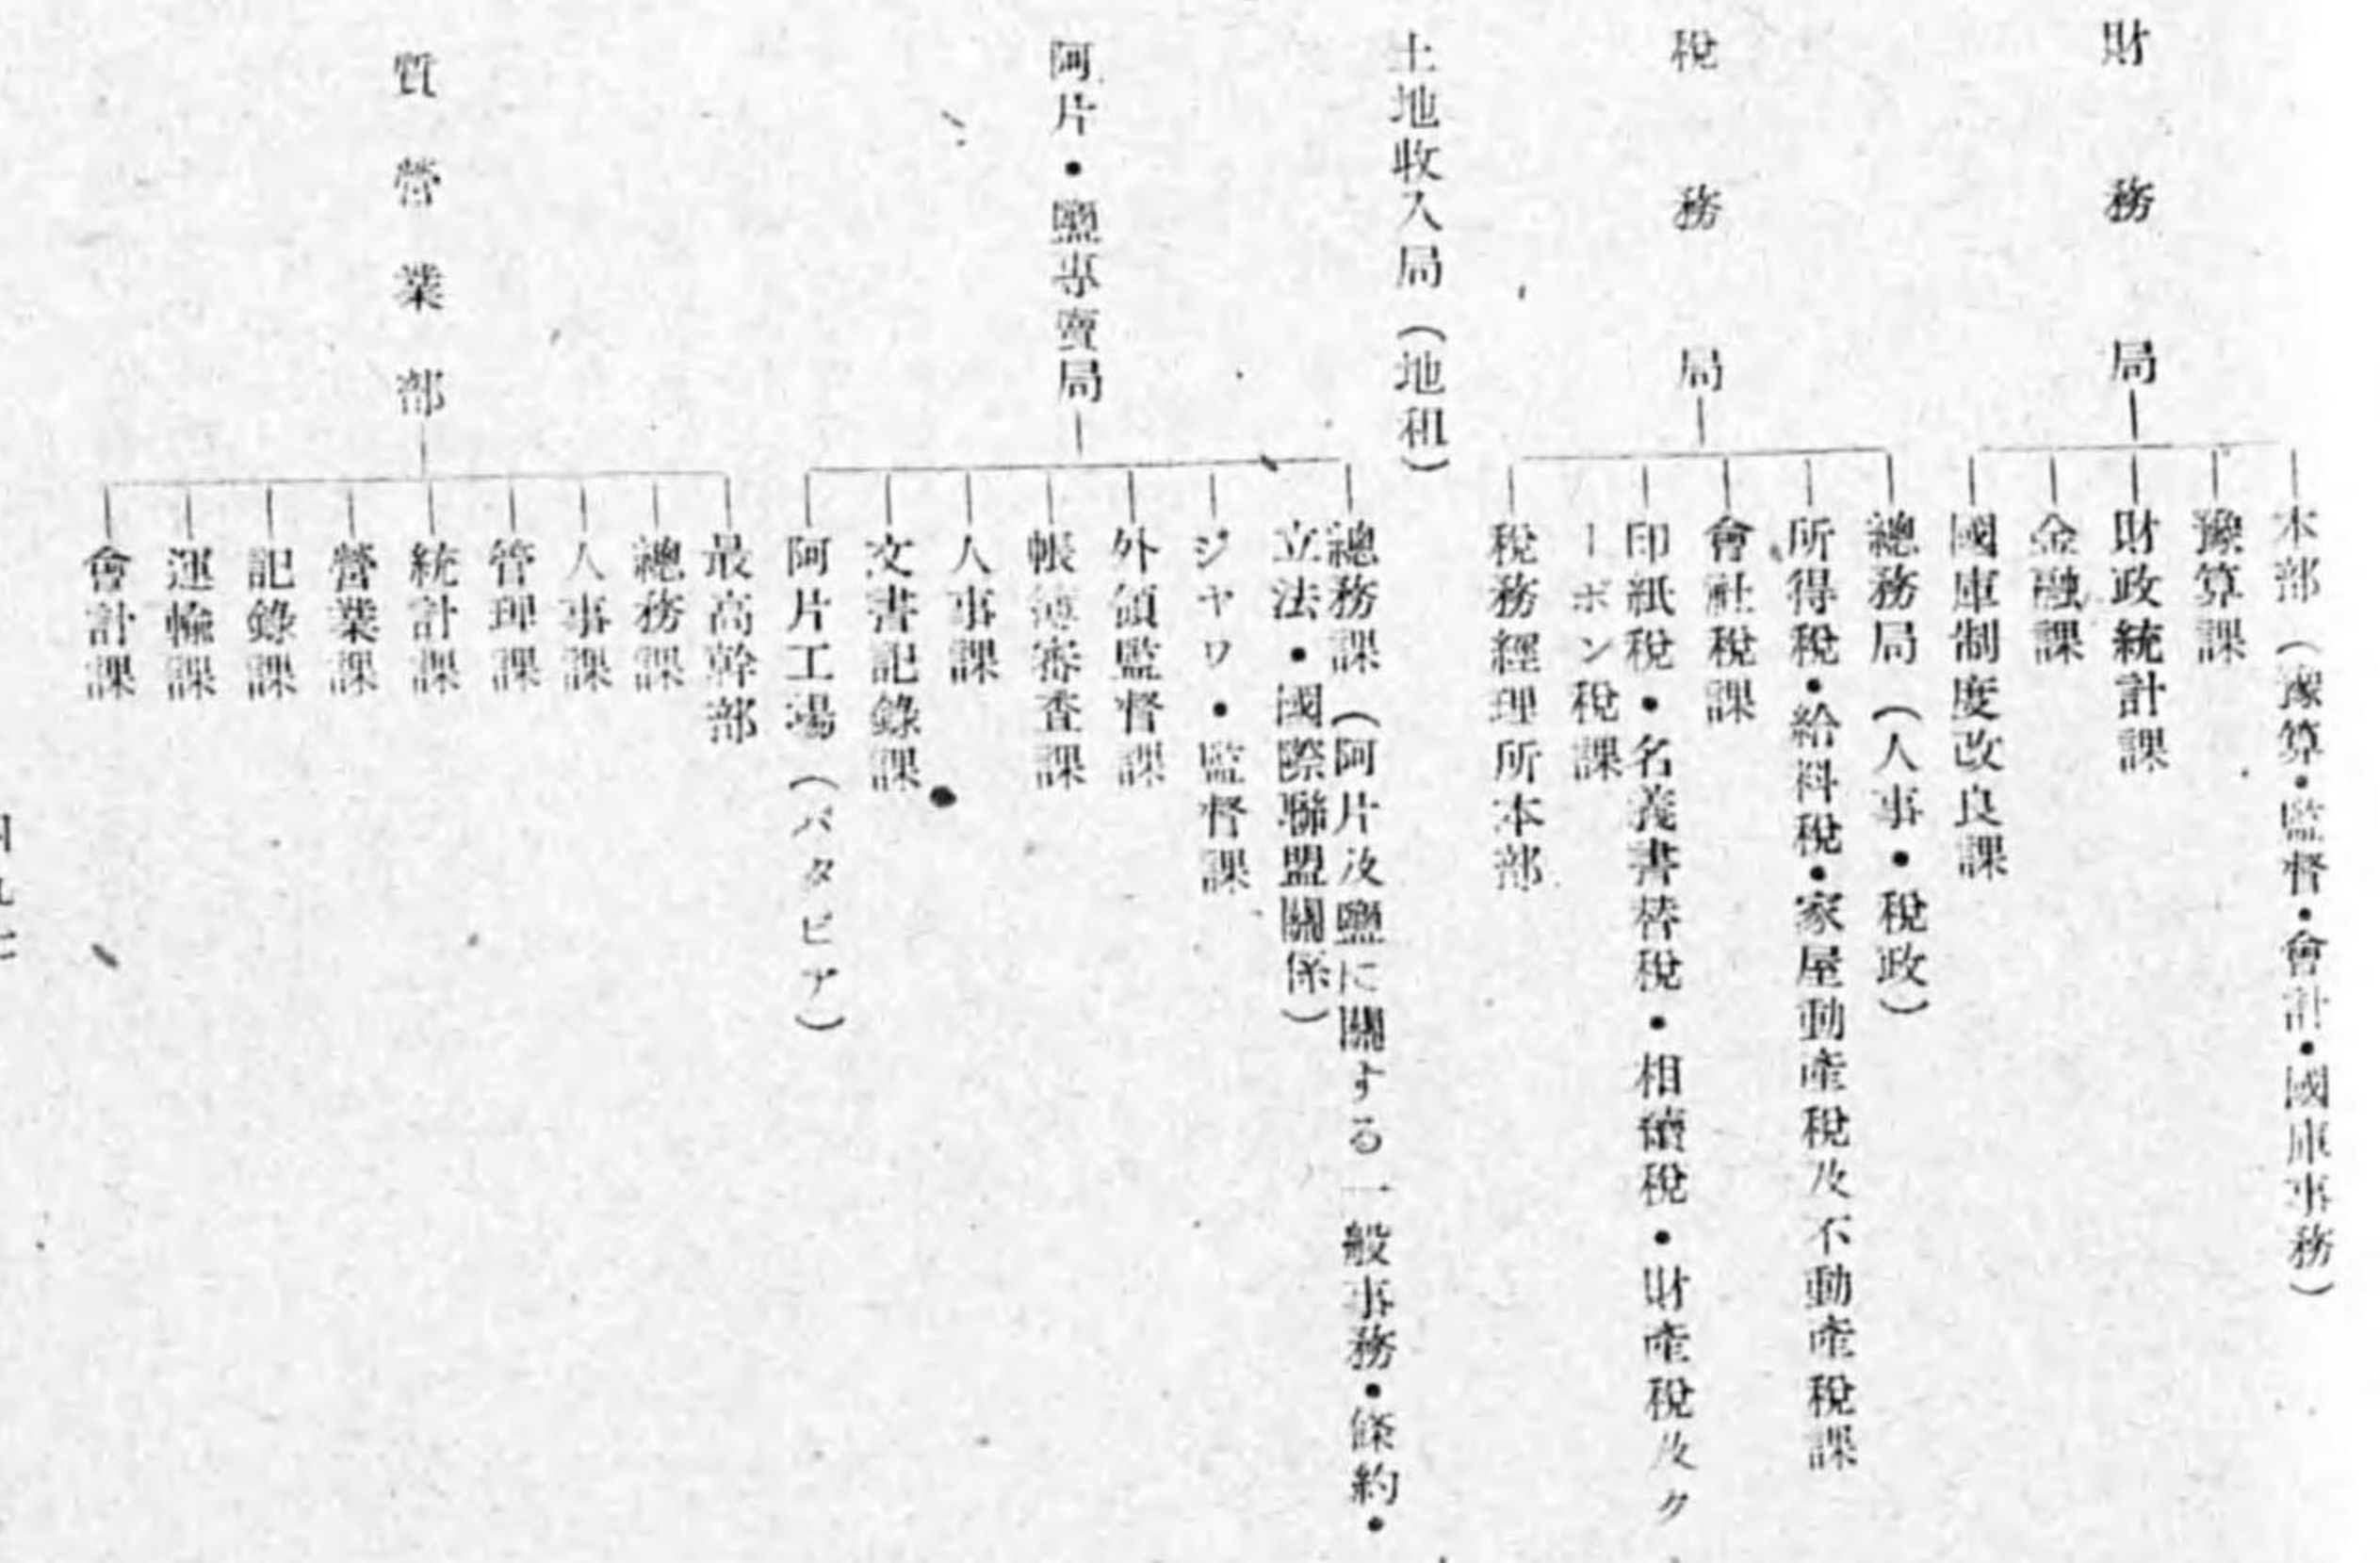 財務局
本部（豫算・監督・會計・國庫事務）
豫算課
財政統計課
金融課
國庫制度改良課
稅務局
總務局（人事・稅政）
所得稅・給料稅・家屋動產稅及不動產稅課
會社稅課
印紙稅・名義書替稅・相續稅・財產稅及ク
ーポン稅課
稅務經理所本部
土地收入局（地租）
阿片・鹽專賣局
總務課（阿片及鹽に關する一般事務・條約・
立法・國際聯盟關係）
ジャワ・監督課
外領監督課
帳簿審査課
人事課
文書記錄課
阿片工場（バタビア）
質營業部
最高幹部
總務課
人事課
管理課
統計課
營業課
記錄課
運輸課
會計課